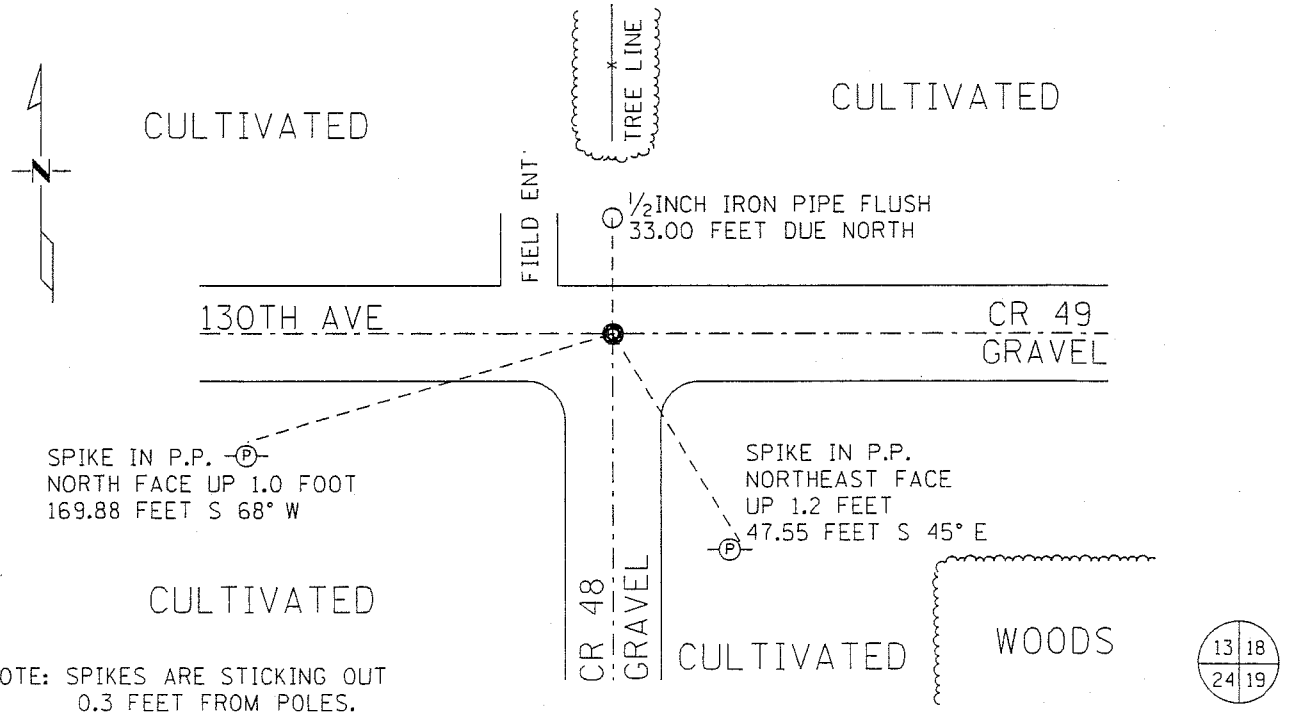 TREE LINE
CULTIVATED
CULTIVATED
N
FIELD ENT.
1/2 INCH IRON PIPE FLUSH
33.00 FEET DUE NORTH
130TH AVE
CR 49
GRAVEL
SPIKE IN P.P.
P
NORTH FACE UP 1.0 FOOT
169.88 FEET S 68° W
SPIKE IN P.P.
NORTHEAST FACE
UP 1.2 FEET
47.55 FEET S 45° E
P
CULTIVATED
CR 48
GRAVEL
CULTIVATED
WOODS
13 18
24 19
OTE: SPIKES ARE STICKING OUT
0.3 FEET FROM POLES.